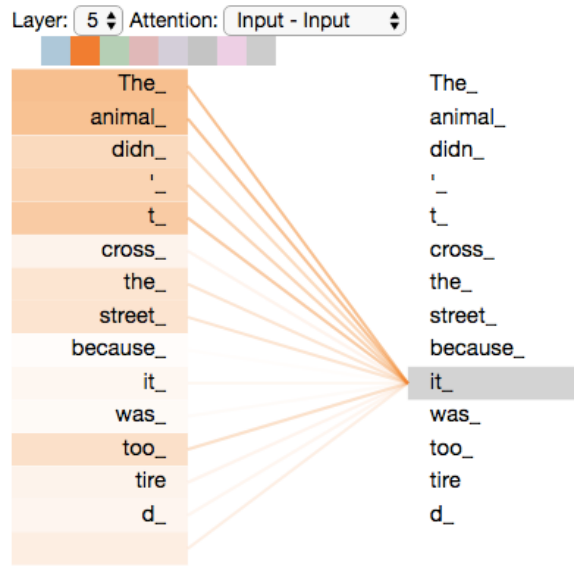 Layer: 5 Attention: Input - Input
The_ The_
animal_ animal_
didn_ didn_
'_ '_
t_ t_
cross_ cross_
the_ the_
street_ street_
because_ because_
it_ it_
was_ was_
too_ too_
tire tire
d_ d_